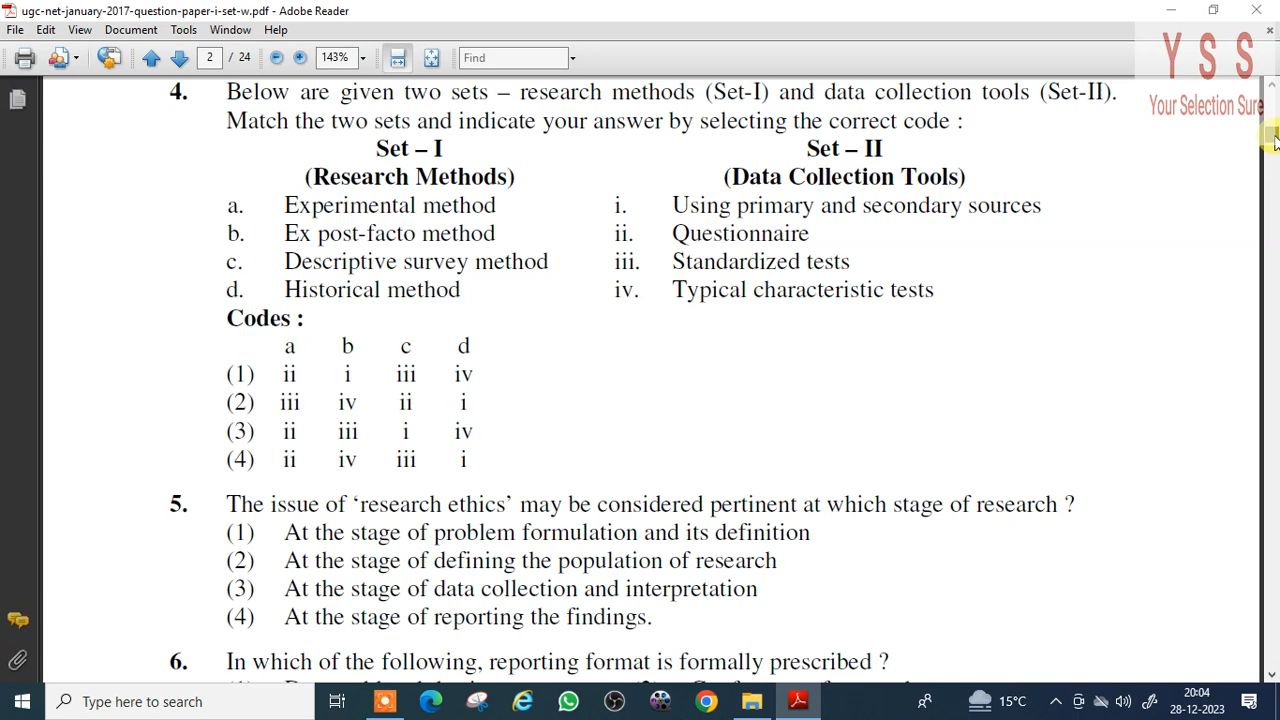 ugc-net-january-2017-question-paper-i-set-w.pdf - Adobe Reader
File Edit View Document Tools Window Help
2 / 24 143% Find
Y S S
Your Selection Sure
4. Below are given two sets – research methods (Set-I) and data collection tools (Set-II).
Match the two sets and indicate your answer by selecting the correct code :
Set – I Set – II
(Research Methods) (Data Collection Tools)
a. Experimental method i. Using primary and secondary sources
b. Ex post-facto method ii. Questionnaire
c. Descriptive survey method iii. Standardized tests
d. Historical method iv. Typical characteristic tests
Codes :
a b c d
(1) ii i iii iv
(2) iii iv ii i
(3) ii iii i iv
(4) ii iv iii i
5. The issue of ‘research ethics’ may be considered pertinent at which stage of research ?
(1) At the stage of problem formulation and its definition
(2) At the stage of defining the population of research
(3) At the stage of data collection and interpretation
(4) At the stage of reporting the findings.
6. In which of the following, reporting format is formally prescribed ?
Type here to search
15°C
20:04
28-12-2023